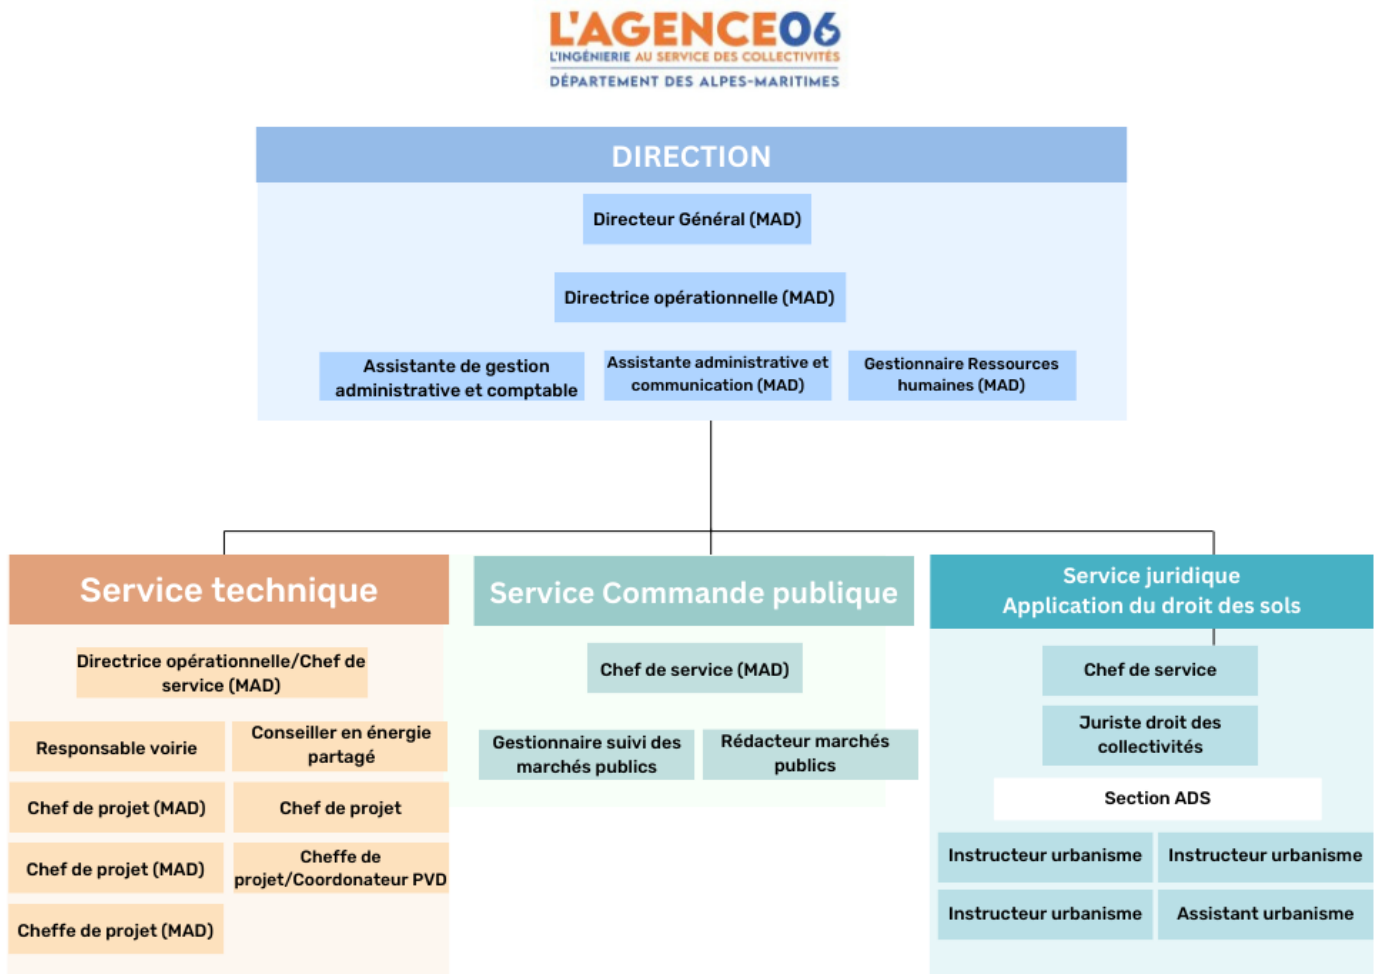 L'AGENCE06
L'INGÉNIERIE AU SERVICE DES COLLECTIVITÉS
DÉPARTEMENT DES ALPES-MARITIMES
DIRECTION
Directeur Général (MAD)
Directrice opérationnelle (MAD)
Assistante de gestion
administrative et comptable
Assistante administrative et
communication (MAD)
Gestionnaire Ressources
humaines (MAD)
Service technique
Directrice opérationnelle/Chef de
service (MAD)
Responsable voirie
Conseiller en énergie
partagé
Chef de projet (MAD)
Chef de projet
Chef de projet (MAD)
Cheffe de
projet/Coordonateur PVD
Cheffe de projet (MAD)
Service Commande publique
Chef de service (MAD)
Gestionnaire suivi des
marchés publics
Rédacteur marchés
publics
Service juridique
Application du droit des sols
Chef de service
Juriste droit des
collectivités
Section ADS
Instructeur urbanisme
Instructeur urbanisme
Instructeur urbanisme
Assistant urbanisme